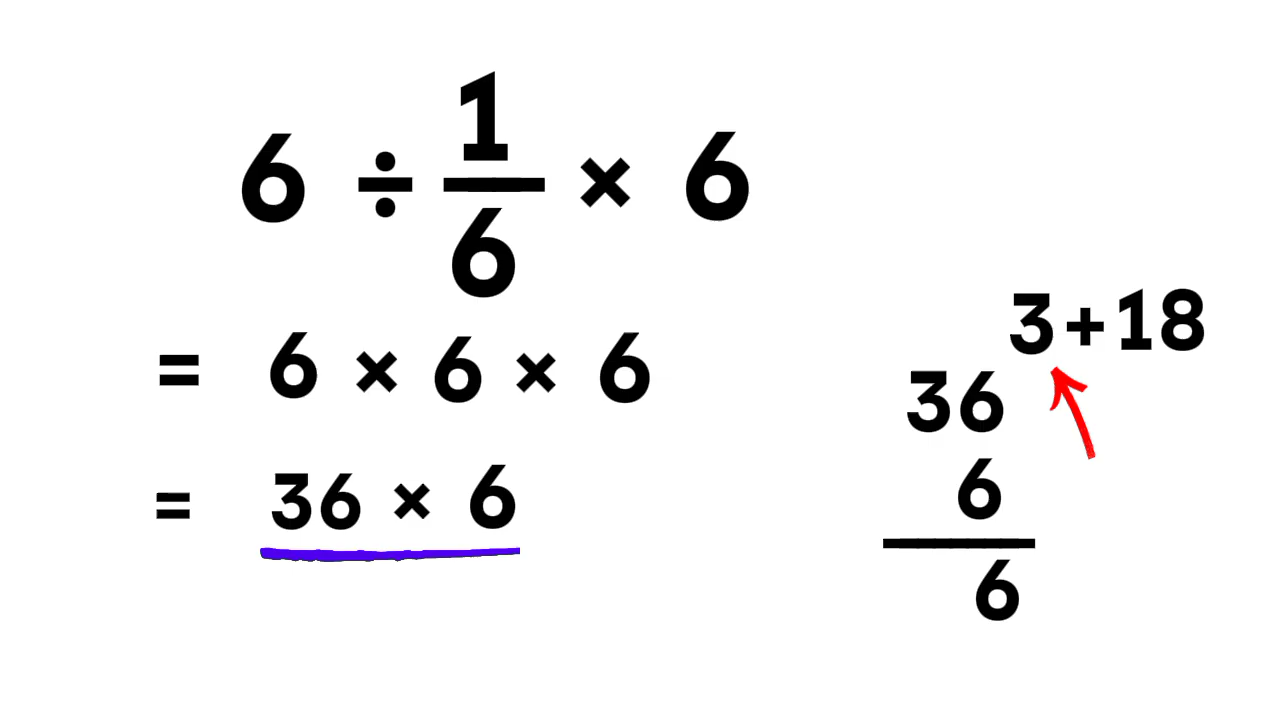 6 ÷ 1/6 × 6
= 6 × 6 × 6
= 36 × 6
3+18
36
6
6